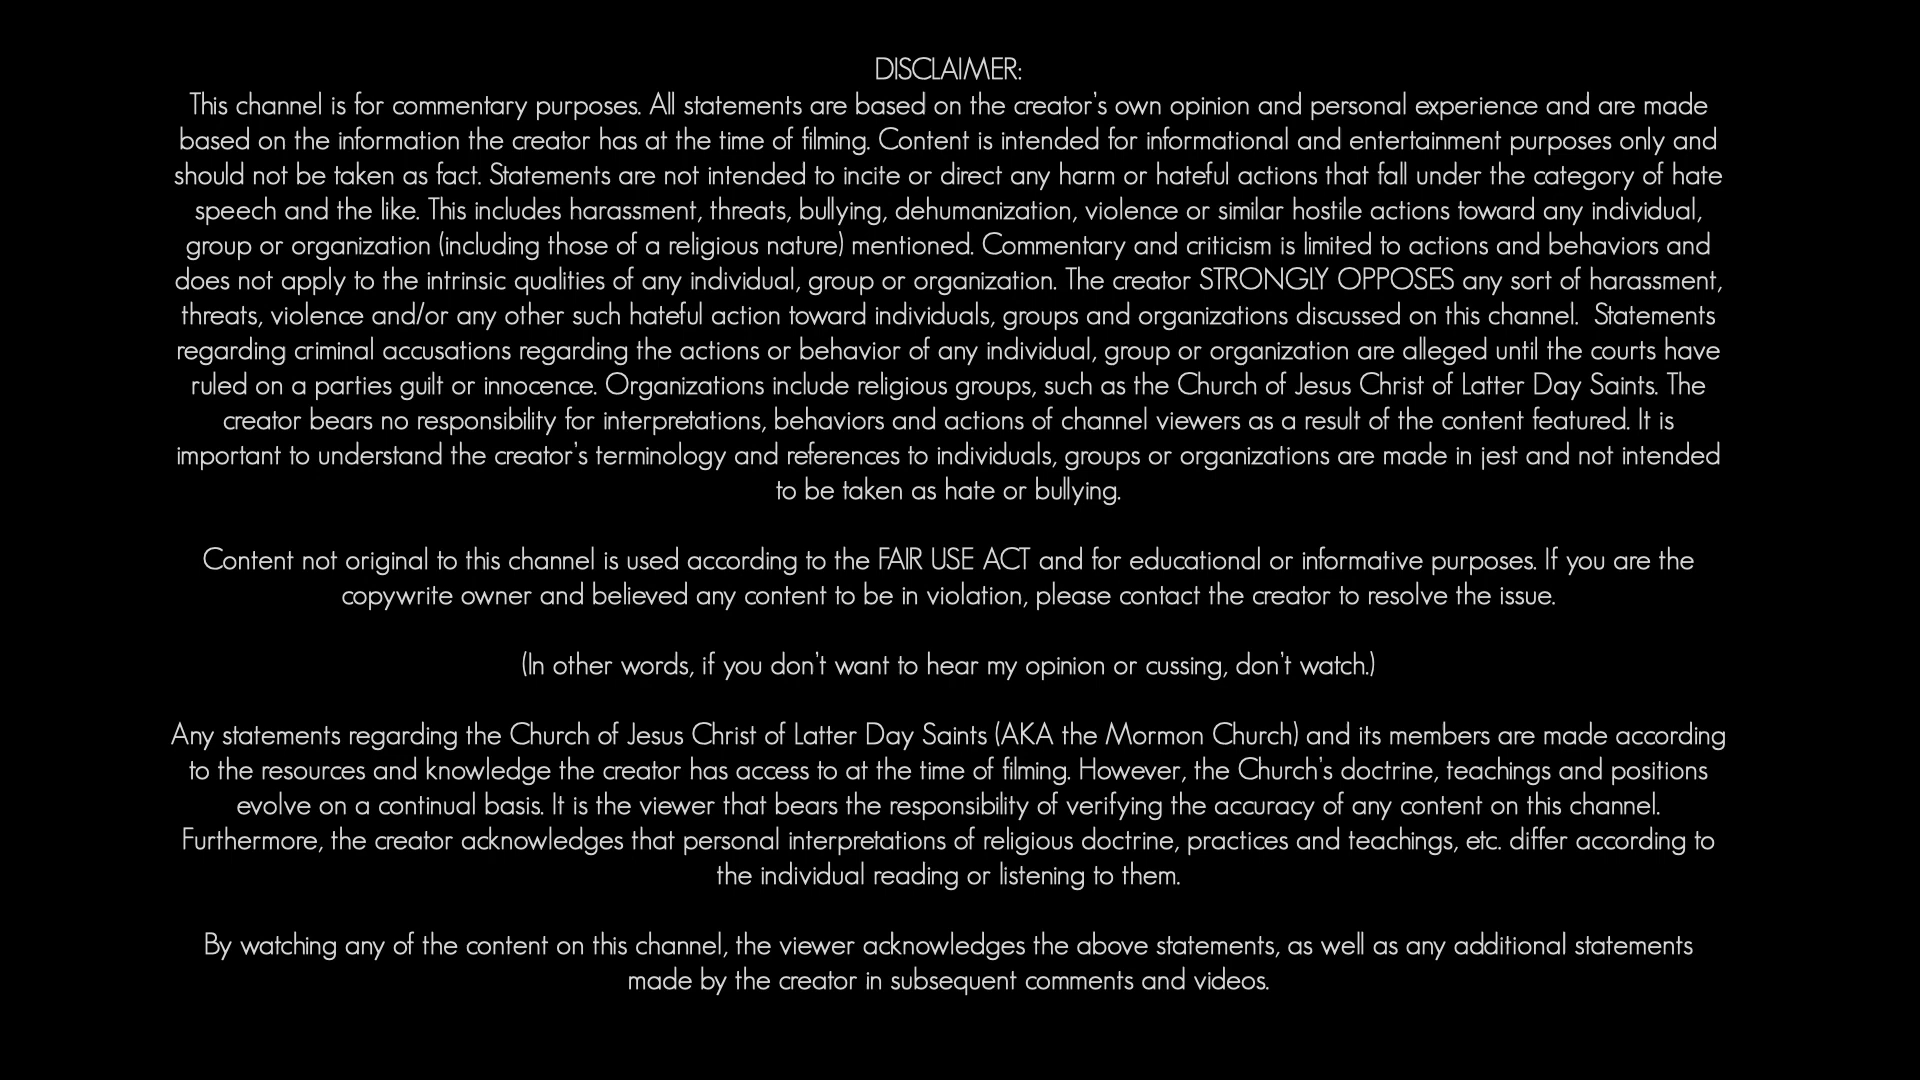 DISCLAIMER:
This channel is for commentary purposes. All statements are based on the creator's own opinion and personal experience and are made
based on the information the creator has at the time of filming. Content is intended for informational and entertainment purposes only and
should not be taken as fact. Statements are not intended to incite or direct any harm or hateful actions that fall under the category of hate
speech and the like. This includes harassment, threats, bullying, dehumanization, violence or similar hostile actions toward any individual,
group or organization (including those of a religious nature) mentioned. Commentary and criticism is limited to actions and behaviors and
does not apply to the intrinsic qualities of any individual, group or organization. The creator STRONGLY OPPOSES any sort of harassment,
threats, violence and/or any other such hateful action toward individuals, groups and organizations discussed on this channel.  Statements
regarding criminal accusations regarding the actions or behavior of any individual, group or organization are alleged until the courts have
ruled on a parties guilt or innocence. Organizations include religious groups, such as the Church of Jesus Christ of Latter Day Saints. The
creator bears no responsibility for interpretations, behaviors and actions of channel viewers as a result of the content featured. It is
important to understand the creator's terminology and references to individuals, groups or organizations are made in jest and not intended
to be taken as hate or bullying.
Content not original to this channel is used according to the FAIR USE ACT and for educational or informative purposes. If you are the
copywrite owner and believed any content to be in violation, please contact the creator to resolve the issue.
(In other words, if you don't want to hear my opinion or cussing, don't watch.)
Any statements regarding the Church of Jesus Christ of Latter Day Saints (AKA the Mormon Church) and its members are made according
to the resources and knowledge the creator has access to at the time of filming. However, the Church's doctrine, teachings and positions
evolve on a continual basis. It is the viewer that bears the responsibility of verifying the accuracy of any content on this channel.
Furthermore, the creator acknowledges that personal interpretations of religious doctrine, practices and teachings, etc. differ according to
the individual reading or listening to them.
By watching any of the content on this channel, the viewer acknowledges the above statements, as well as any additional statements
made by the creator in subsequent comments and videos.